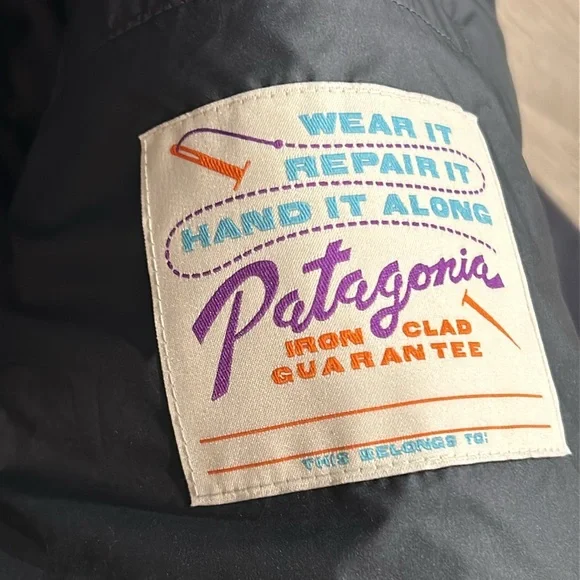 WEAR IT
REPAIR IT
HAND IT ALONG
Patagonia
IRON CLAD
GUARANTEE
THIS BELONGS TO: